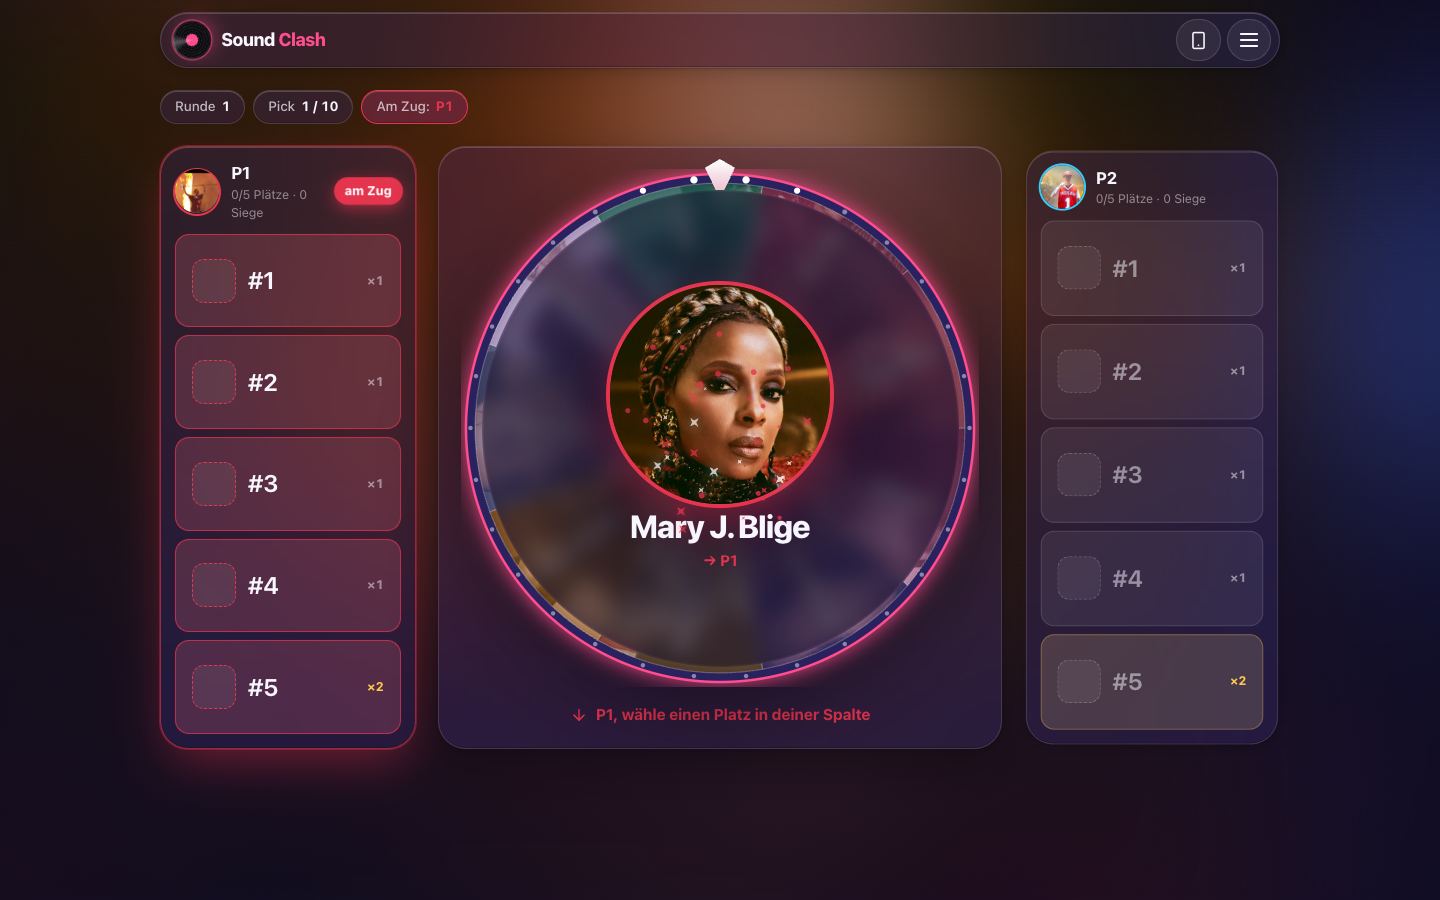 Sound Clash
Runde 1
Pick 1 / 10
Am Zug: P1
P1
0/5 Plätze · 0
Siege
am Zug
#1 ×1
#2 ×1
#3 ×1
#4 ×1
#5 ×2
Mary J. Blige
→ P1
↓ P1, wähle einen Platz in deiner Spalte
P2
0/5 Plätze · 0 Siege
#1 ×1
#2 ×1
#3 ×1
#4 ×1
#5 ×2